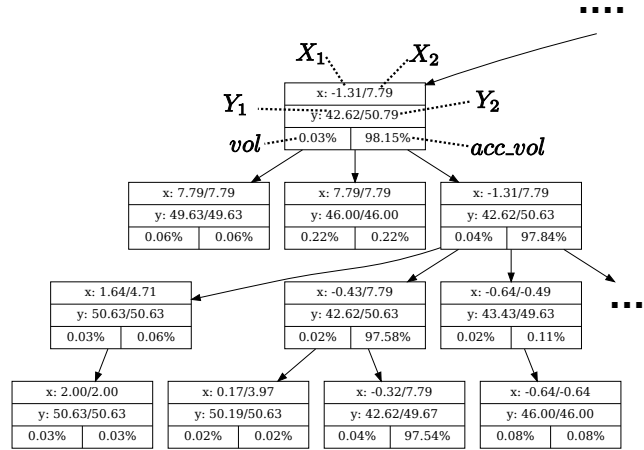 ....
X₁ X₂
x: -1.31/7.79
Y₁ y: 42.62/50.79 Y₂
vol 0.03% 98.15% acc_vol
x: 7.79/7.79 x: 7.79/7.79 x: -1.31/7.79
y: 49.63/49.63 y: 46.00/46.00 y: 42.62/50.63
0.06% 0.06% 0.22% 0.22% 0.04% 97.84%
x: 1.64/4.71 x: -0.43/7.79 x: -0.64/-0.49
y: 50.63/50.63 y: 42.62/50.63 y: 43.43/49.63 ...
0.03% 0.06% 0.02% 97.58% 0.02% 0.11%
x: 2.00/2.00 x: 0.17/3.97 x: -0.32/7.79 x: -0.64/-0.64
y: 50.63/50.63 y: 50.19/50.63 y: 42.62/49.67 y: 46.00/46.00
0.03% 0.03% 0.02% 0.02% 0.04% 97.54% 0.08% 0.08%